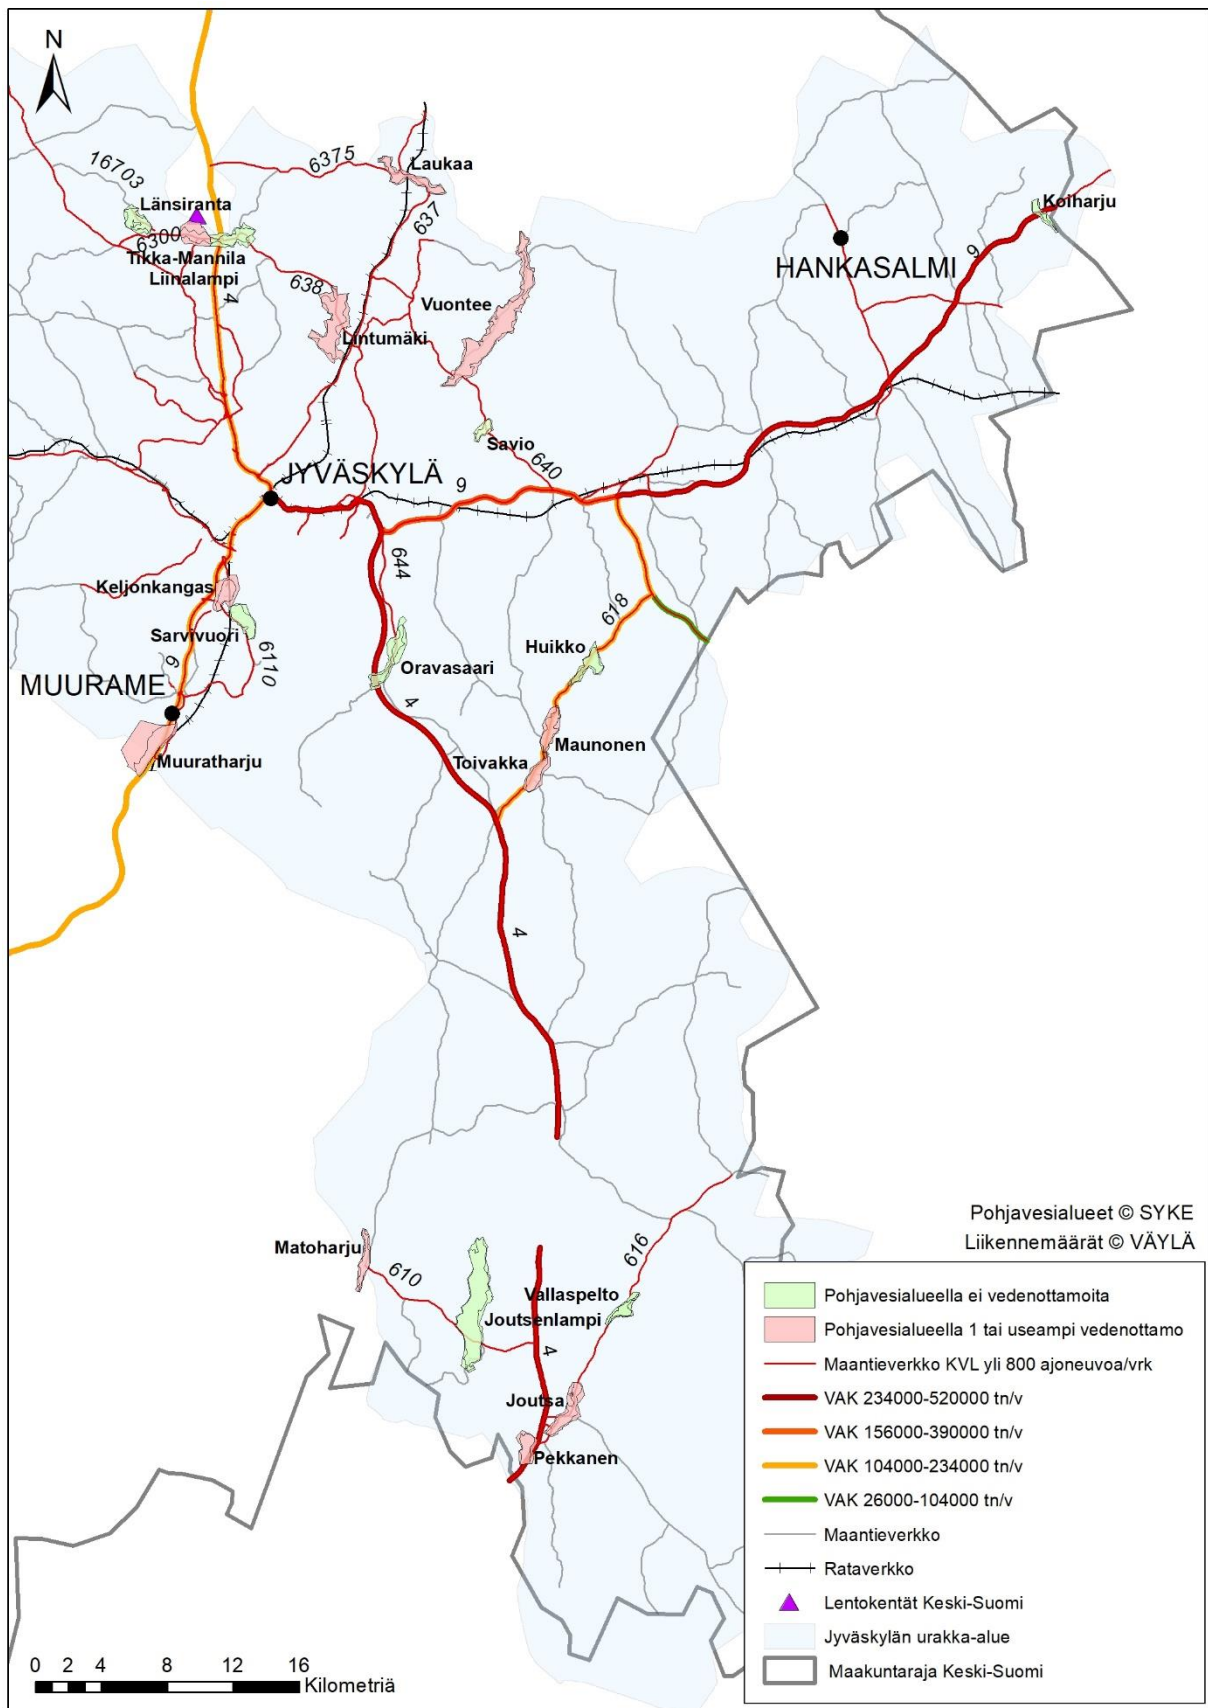 N
16703
6375
Laukaa
Länsiranta
6300
637
Koiharju
Tikka-Mannila
Liinalampi
4
638
Vuontee
HANKASALMI
9
Lintumäki
Savio
640
JYVÄSKYLÄ
9
644
Keljonkangas
618
Sarvivuori
6110
Huikko
Oravasaari
MUURAME
9
4
Maunonen
Muuratharju
Toivakka
4
Matoharju
610
616
Vallaspelto
Joutsenlampi
4
Joutsa
Pekkanen
Pohjavesialueet © SYKE
Liikennemäärät © VÄYLÄ
Pohjavesialueella ei vedenottamoita
Pohjavesialueella 1 tai useampi vedenottamo
Maantieverkko KVL yli 800 ajoneuvoa/vrk
VAK 234000-520000 tn/v
VAK 156000-390000 tn/v
VAK 104000-234000 tn/v
VAK 26000-104000 tn/v
Maantieverkko
Rataverkko
Lentokentät Keski-Suomi
Jyväskylän urakka-alue
Maakuntaraja Keski-Suomi
0 2 4 8 12 16
Kilometriä